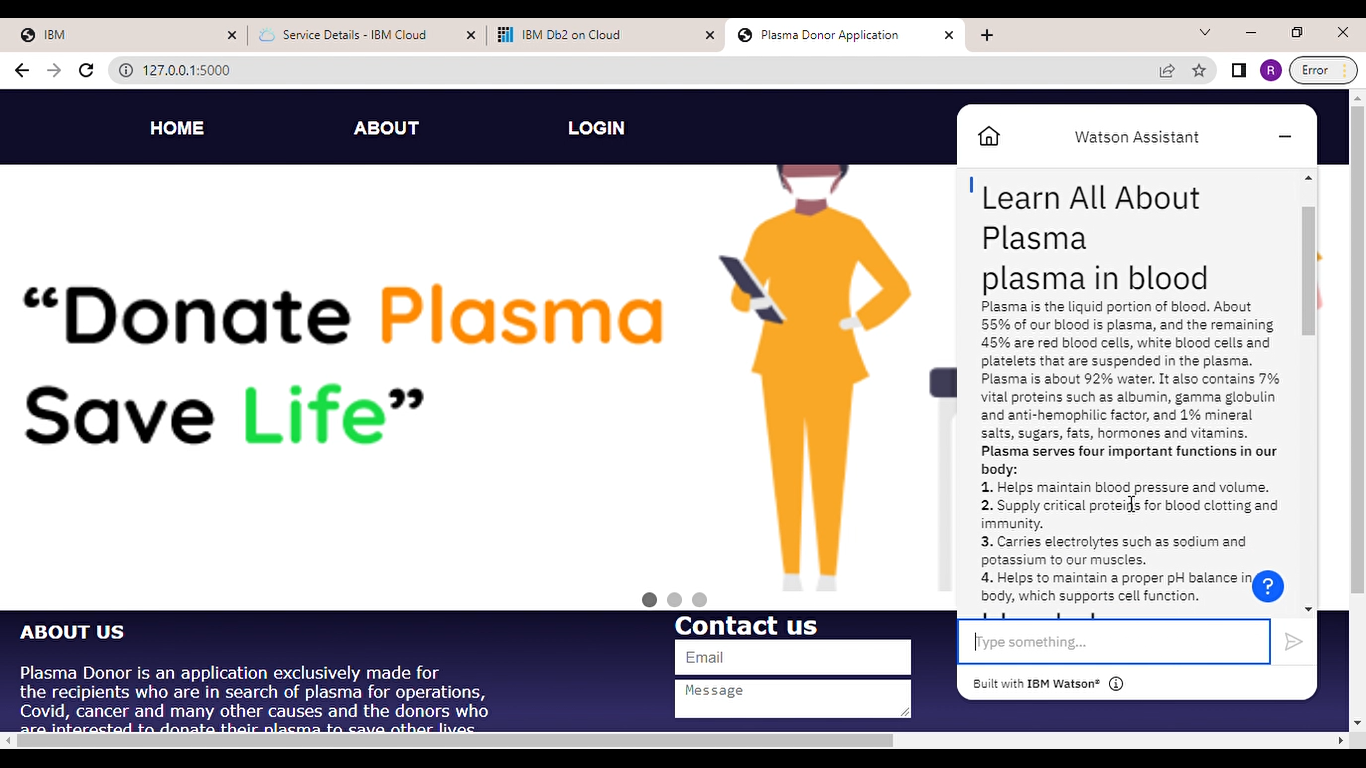 IBM
Service Details - IBM Cloud
IBM Db2 on Cloud
Plasma Donor Application
127.0.0.1:5000
R
Error
HOME
ABOUT
LOGIN
“Donate Plasma
Save Life”
ABOUT US
Plasma Donor is an application exclusively made for
the recipients who are in search of plasma for operations,
Covid, cancer and many other causes and the donors who
are interested to donate their plasma to save other lives
Contact us
Email
Message
Watson Assistant
Learn All About
Plasma
plasma in blood
Plasma is the liquid portion of blood. About
55% of our blood is plasma, and the remaining
45% are red blood cells, white blood cells and
platelets that are suspended in the plasma.
Plasma is about 92% water. It also contains 7%
vital proteins such as albumin, gamma globulin
and anti-hemophilic factor, and 1% mineral
salts, sugars, fats, hormones and vitamins.
Plasma serves four important functions in our
body:
1. Helps maintain blood pressure and volume.
2. Supply critical proteins for blood clotting and
immunity.
3. Carries electrolytes such as sodium and
potassium to our muscles.
4. Helps to maintain a proper pH balance in
body, which supports cell function.
?
Type something...
Built with IBM Watson®